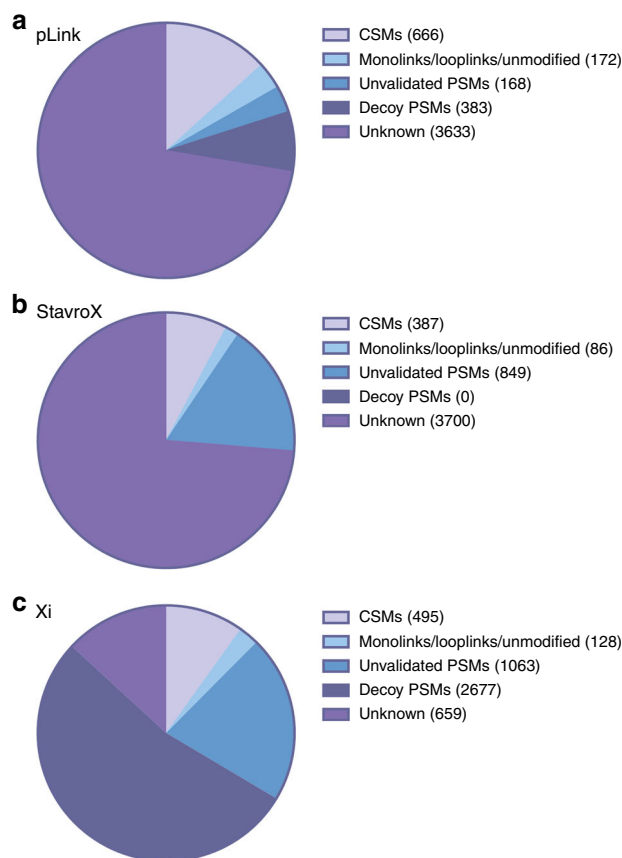 a
pLink
CSMs (666)
Monolinks/looplinks/unmodified (172)
Unvalidated PSMs (168)
Decoy PSMs (383)
Unknown (3633)
b
StavroX
CSMs (387)
Monolinks/looplinks/unmodified (86)
Unvalidated PSMs (849)
Decoy PSMs (0)
Unknown (3700)
c
Xi
CSMs (495)
Monolinks/looplinks/unmodified (128)
Unvalidated PSMs (1063)
Decoy PSMs (2677)
Unknown (659)